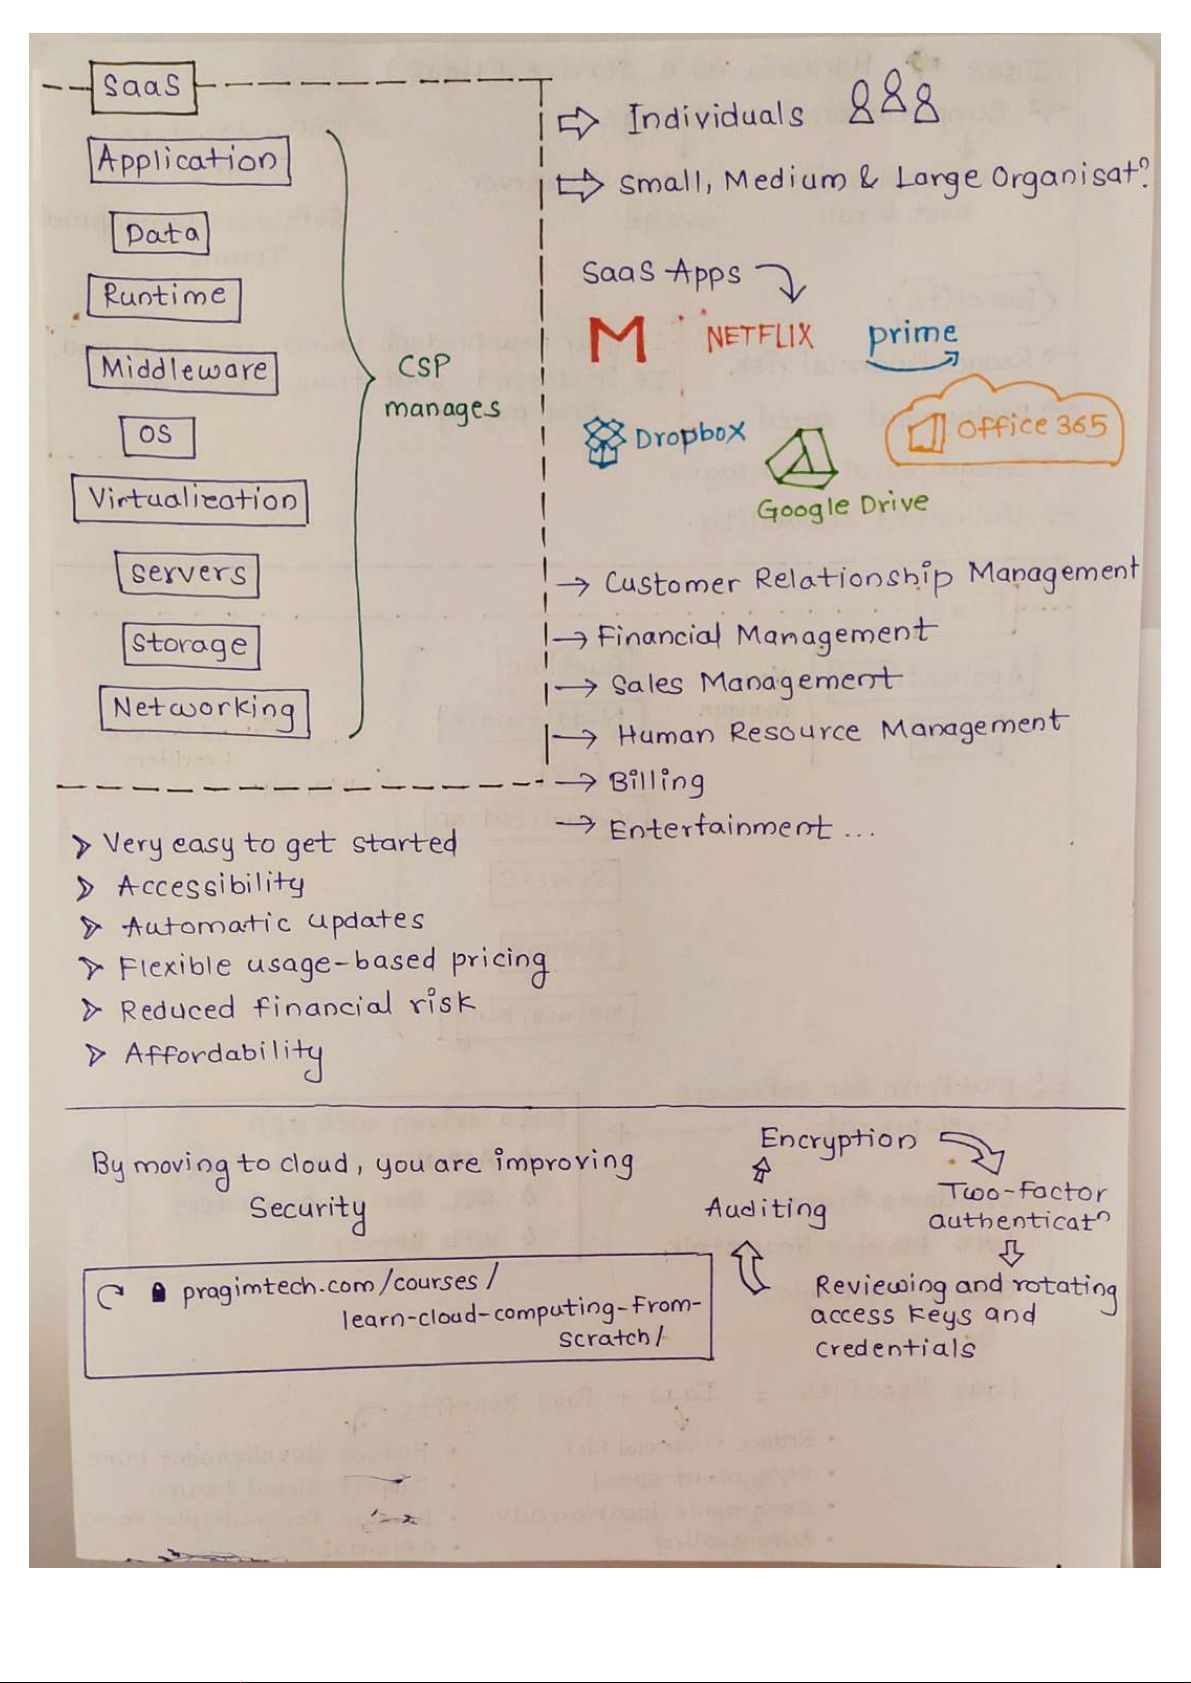 SaaS
Application
Data
Runtime
Middleware
OS
Virtualization
Servers
Storage
Networking
CSP
manages
Individuals
Small, Medium & Large Organisatⁿ
SaaS Apps
M
NETFLIX
prime
Dropbox
Office 365
Google Drive
→ Customer Relationship Management
→ Financial Management
→ Sales Management
→ Human Resource Management
→ Billing
→ Entertainment ...
Very easy to get started
Accessibility
Automatic updates
Flexible usage-based pricing
Reduced financial risk
Affordability
By moving to cloud, you are improving
Security
Encryption
Two-factor
authenticatⁿ
Reviewing and rotating
access keys and
credentials
Auditing
pragimtech.com/courses/
learn-cloud-computing-from-
scratch/